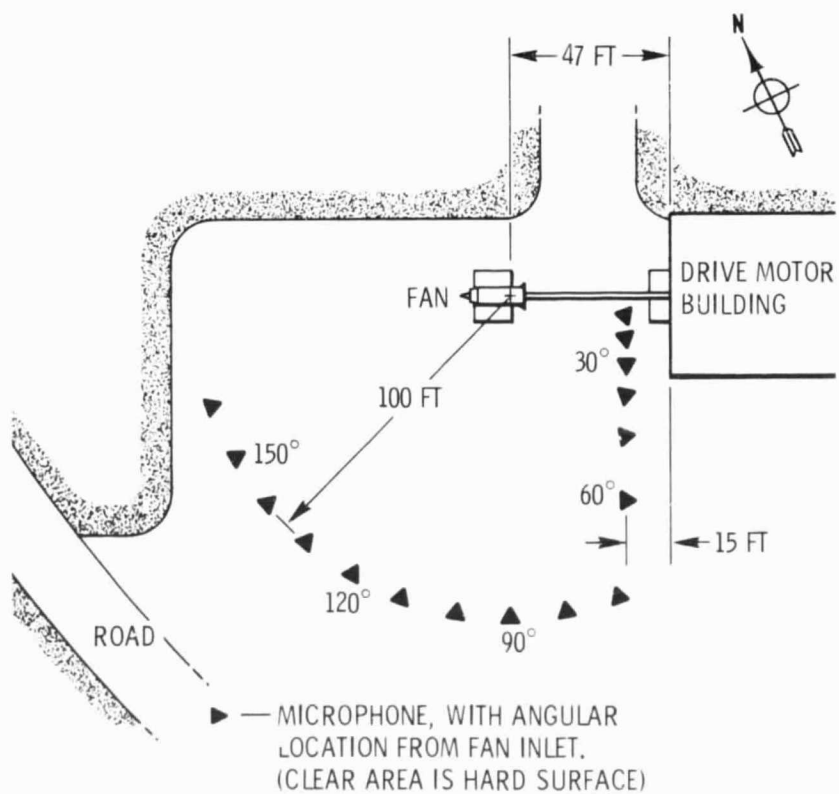 N
47 FT
FAN
DRIVE MOTOR
BUILDING
30°
100 FT
150°
60°
15 FT
120°
90°
ROAD
MICROPHONE, WITH ANGULAR
LOCATION FROM FAN INLET.
(CLEAR AREA IS HARD SURFACE)